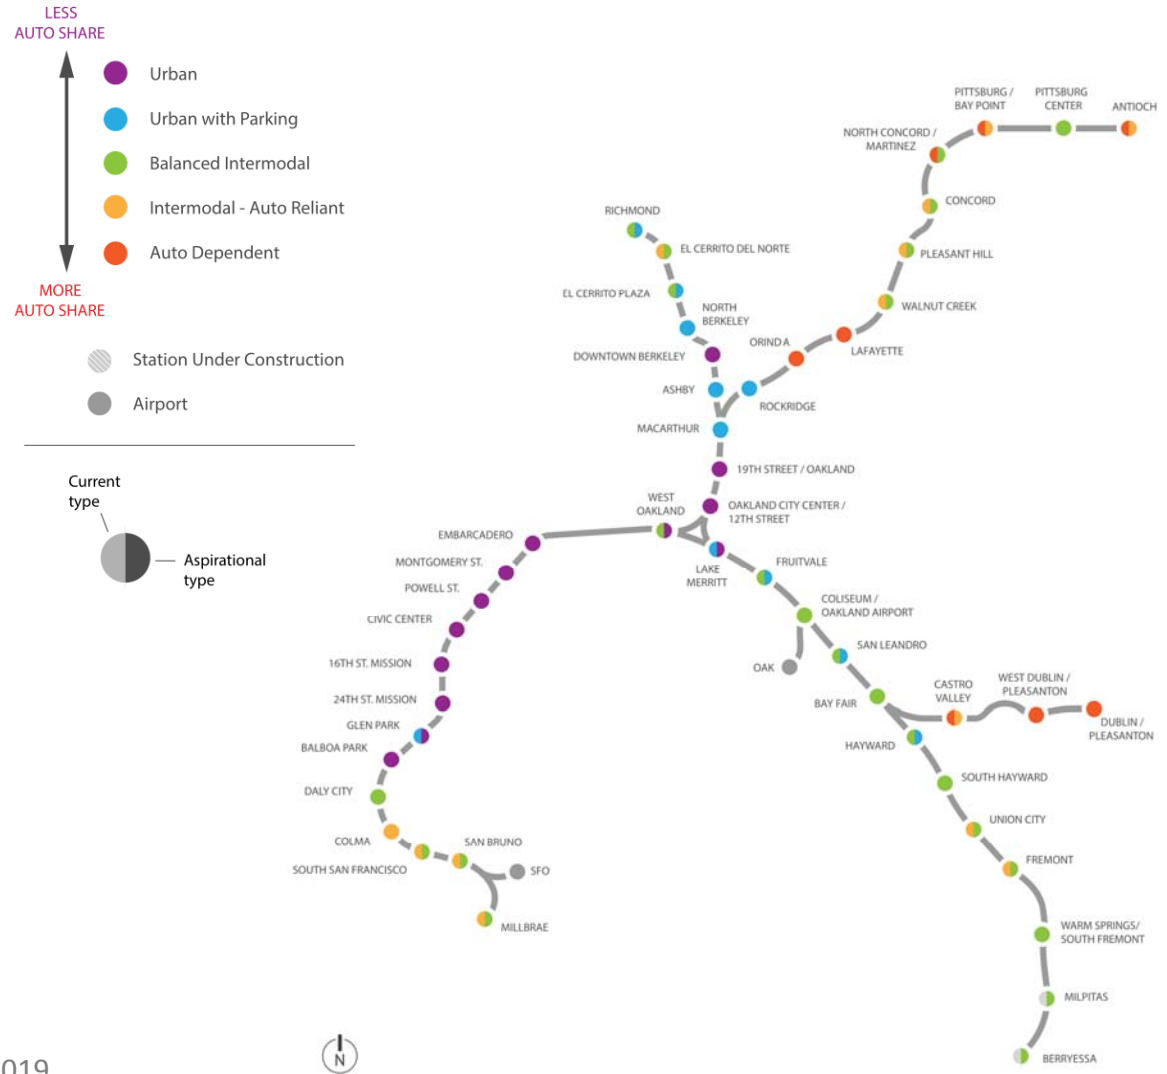 LESS
AUTO SHARE
Urban
Urban with Parking
Balanced Intermodal
Intermodal - Auto Reliant
Auto Dependent
MORE
AUTO SHARE
Station Under Construction
Airport
Current
type
Aspirational
type
PITTSBURG /
BAY POINT
PITTSBURG
CENTER
ANTIOCH
NORTH CONCORD /
MARTINEZ
CONCORD
PLEASANT HILL
WALNUT CREEK
LAFAYETTE
ORINDA
ROCKRIDGE
RICHMOND
EL CERRITO DEL NORTE
EL CERRITO PLAZA
NORTH
BERKELEY
DOWNTOWN BERKELEY
ASHBY
MACARTHUR
19TH STREET / OAKLAND
OAKLAND CITY CENTER /
12TH STREET
WEST
OAKLAND
LAKE
MERRITT
FRUITVALE
COLISEUM /
OAKLAND AIRPORT
OAK
SAN LEANDRO
BAY FAIR
CASTRO
VALLEY
WEST DUBLIN /
PLEASANTON
DUBLIN /
PLEASANTON
HAYWARD
SOUTH HAYWARD
UNION CITY
FREMONT
WARM SPRINGS/
SOUTH FREMONT
MILPITAS
BERRYESSA
EMBARCADERO
MONTGOMERY ST.
POWELL ST.
CIVIC CENTER
16TH ST. MISSION
24TH ST. MISSION
GLEN PARK
BALBOA PARK
DALY CITY
COLMA
SOUTH SAN FRANCISCO
SAN BRUNO
SFO
MILLBRAE
N
019